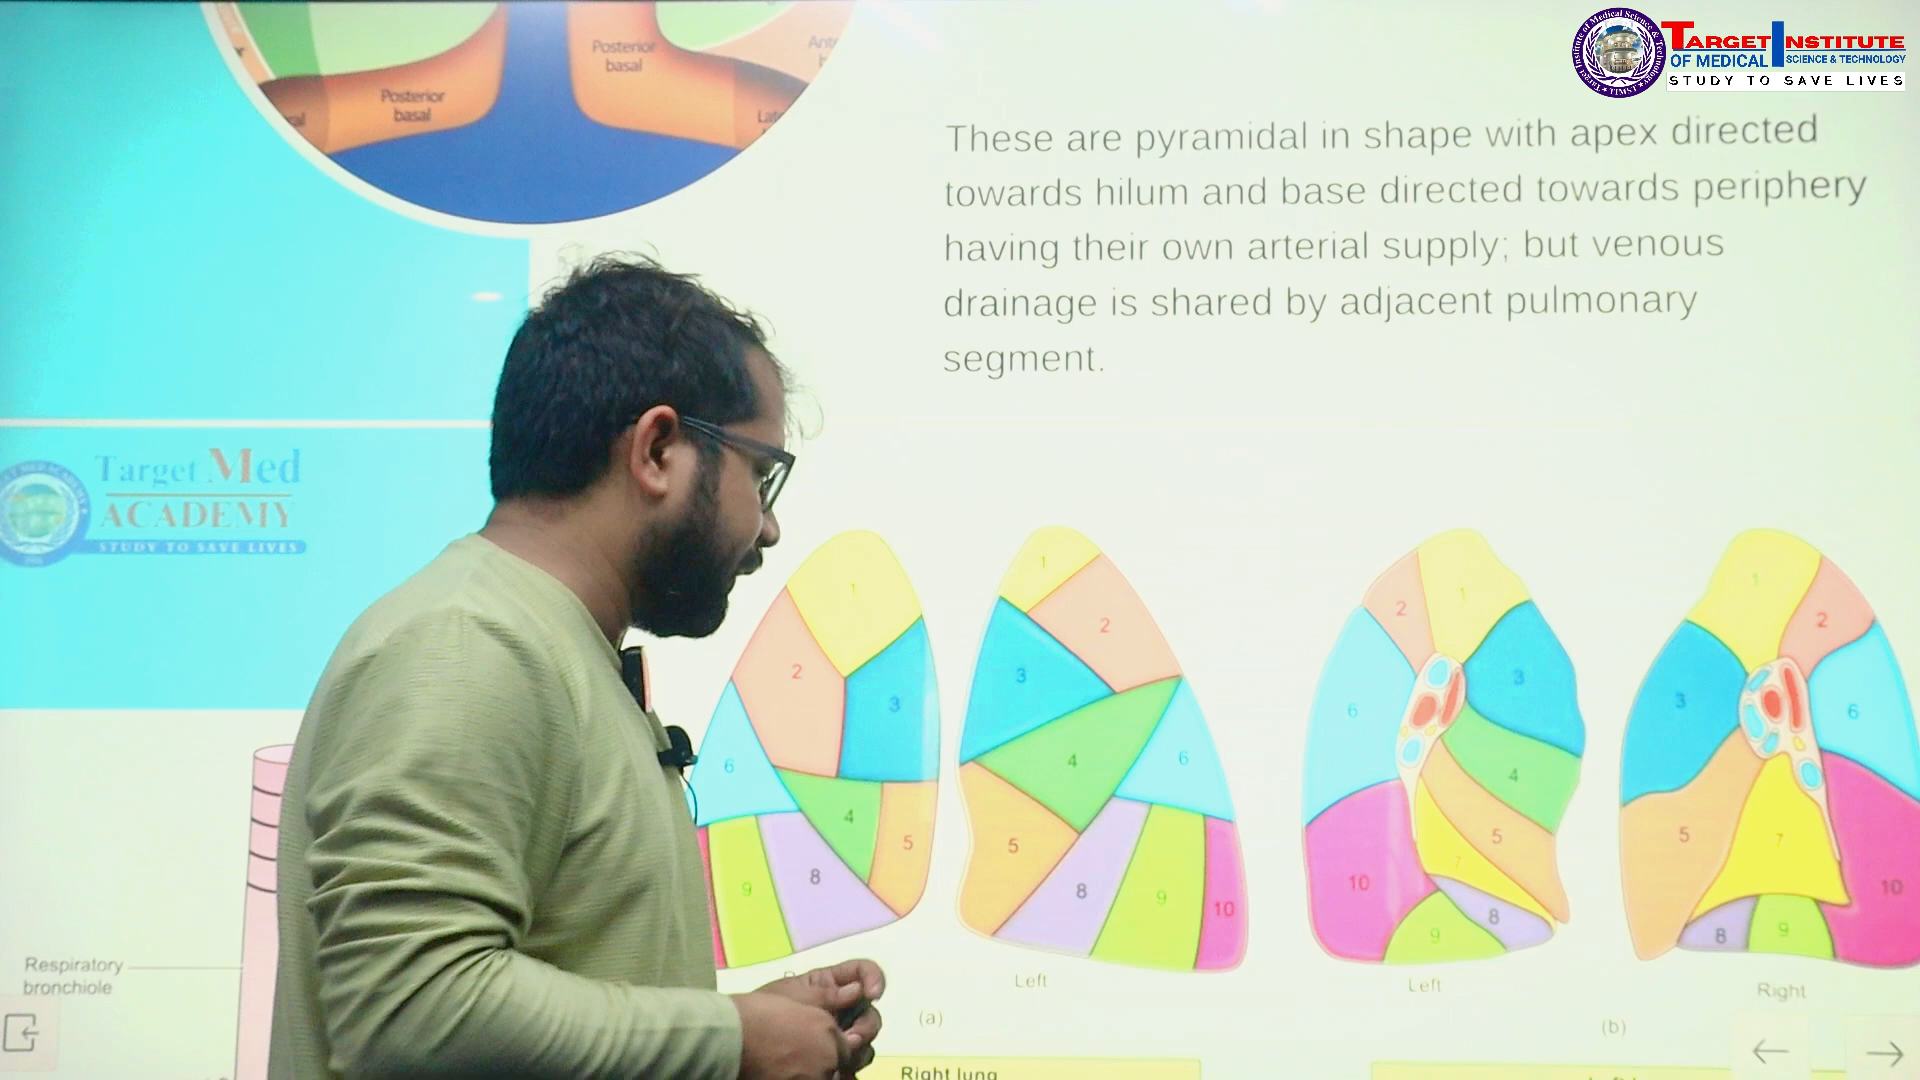 Posterior
basal
Posterior
basal
TARGET INSTITUTE
OF MEDICAL SCIENCE & TECHNOLOGY
STUDY TO SAVE LIVES
These are pyramidal in shape with apex directed
towards hilum and base directed towards periphery
having their own arterial supply; but venous
drainage is shared by adjacent pulmonary
segment.
Target Med
ACADEMY
STUDY TO SAVE LIVES
1
2
3
6
4
5
8
9
1
2
3
4
6
5
8
9
10
Left
(a)
1
2
3
6
4
5
7
10
8
9
Left
1
2
3
6
5
7
10
8
9
Right
(b)
Respiratory
bronchiole
Right lung